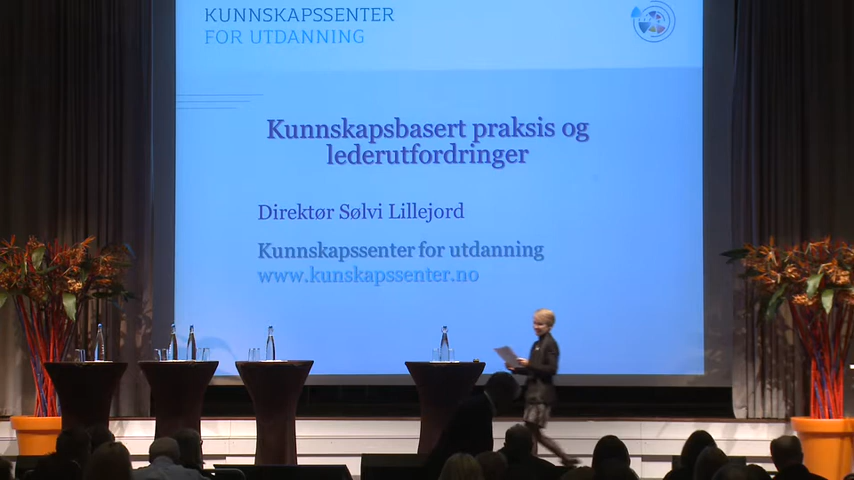 KUNNSKAPSSENTER
FOR UTDANNING
Kunnskapsbasert praksis og
lederutfordringer
Direktør Sølvi Lillejord
Kunnskapssenter for utdanning
www.kunskapssenter.no